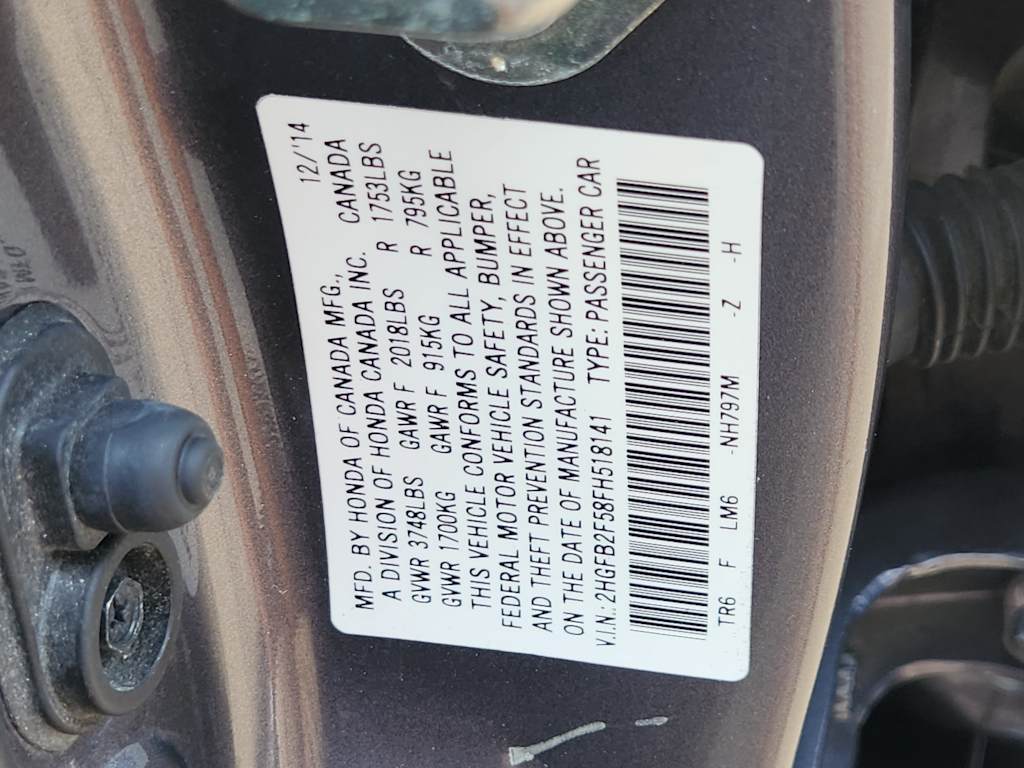 MFD. BY HONDA OF CANADA MFG., 12/'14
A DIVISION OF HONDA CANADA INC. CANADA
GVWR 3748LBS GAWR F 2018LBS R 1753LBS
GVWR 1700KG GAWR F 915KG R 795KG
THIS VEHICLE CONFORMS TO ALL APPLICABLE
FEDERAL MOTOR VEHICLE SAFETY, BUMPER,
AND THEFT PREVENTION STANDARDS IN EFFECT
ON THE DATE OF MANUFACTURE SHOWN ABOVE.
V.I.N.: 2HGFB2F58FH518141 TYPE: PASSENGER CAR
TR6 F LM6 -NH797M -Z -H